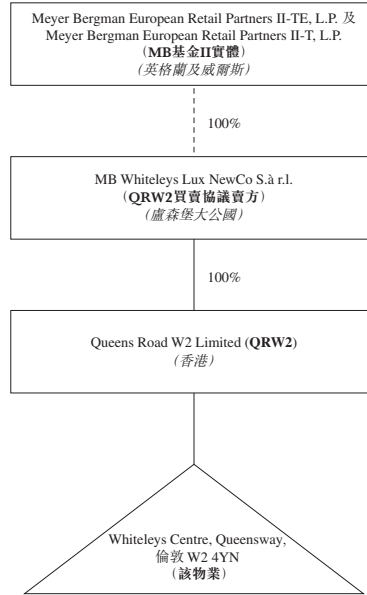 Meyer Bergman European Retail Partners II-TE, L.P. 及
Meyer Bergman European Retail Partners II-T, L.P.
(MB基金II實體)
(英格蘭及威爾斯)
100%
MB Whiteleys Lux NewCo S.à r.l.
(QRW2買賣協議賣方)
(盧森堡大公國)
100%
Queens Road W2 Limited (QRW2)
(香港)
Whiteleys Centre, Queensway,
倫敦 W2 4YN
(該物業)